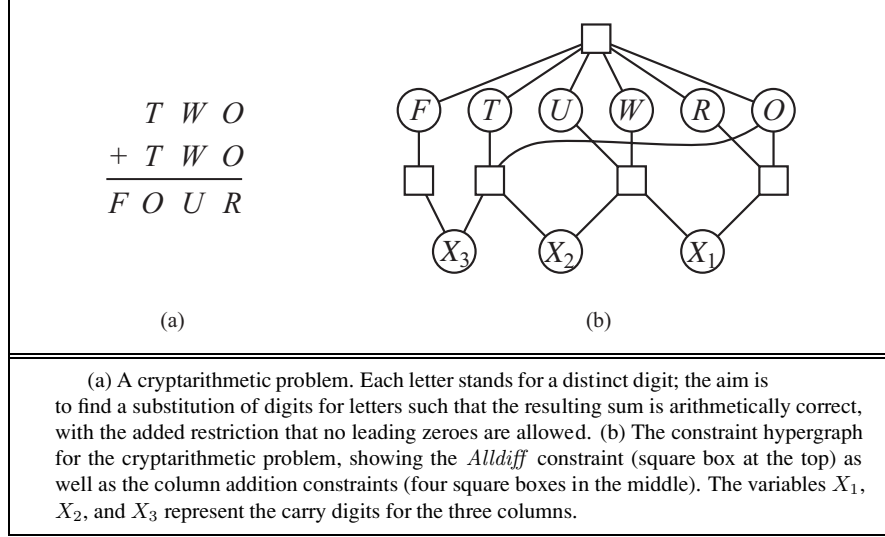 T W O
+ T W O
F O U R
(a)
F T U W R O
X3 X2 X1
(b)
(a) A cryptarithmetic problem. Each letter stands for a distinct digit; the aim is
to find a substitution of digits for letters such that the resulting sum is arithmetically correct,
with the added restriction that no leading zeroes are allowed. (b) The constraint hypergraph
for the cryptarithmetic problem, showing the Alldiff constraint (square box at the top) as
well as the column addition constraints (four square boxes in the middle). The variables X1,
X2, and X3 represent the carry digits for the three columns.